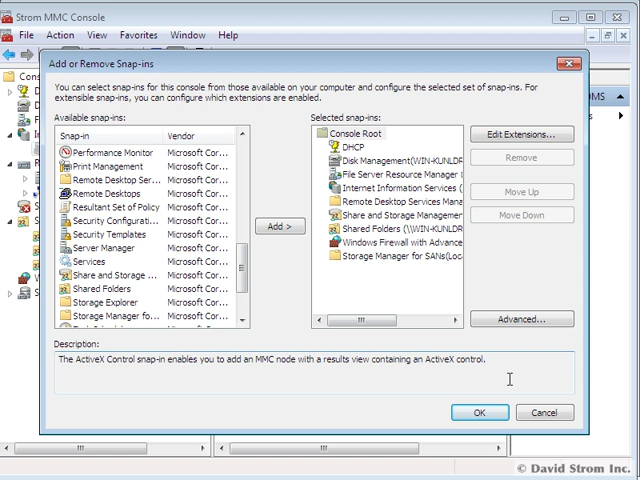 Strom MMC Console
File Action View Favorites Window Help
Add or Remove Snap-ins
You can select snap-ins for this console from those available on your computer and configure the selected set of snap-ins. For
extensible snap-ins, you can configure which extensions are enabled.
Available snap-ins:
Snap-in Vendor
Performance Monitor Microsoft Cor...
Print Management Microsoft Cor...
Remote Desktop Ser... Microsoft Cor...
Remote Desktops Microsoft Cor...
Resultant Set of Policy Microsoft Cor...
Security Configurati... Microsoft Cor...
Security Templates Microsoft Cor...
Server Manager Microsoft Cor...
Services Microsoft Cor...
Share and Storage ... Microsoft Cor...
Shared Folders Microsoft Cor...
Storage Explorer Microsoft Cor...
Storage Manager fo... Microsoft Cor...
Add >
Selected snap-ins:
Console Root
DHCP
Disk Management(WIN-KUNLDR
File Server Resource Manager
Internet Information Services (
Remote Desktop Services Mana
Share and Storage Managemen
Shared Folders (\\WIN-KUNLDR
Windows Firewall with Advance
Storage Manager for SANs(Loca
Edit Extensions...
Remove
Move Up
Move Down
Advanced...
Description:
The ActiveX Control snap-in enables you to add an MMC node with a results view containing an ActiveX control.
OK
Cancel
© David Strom Inc.